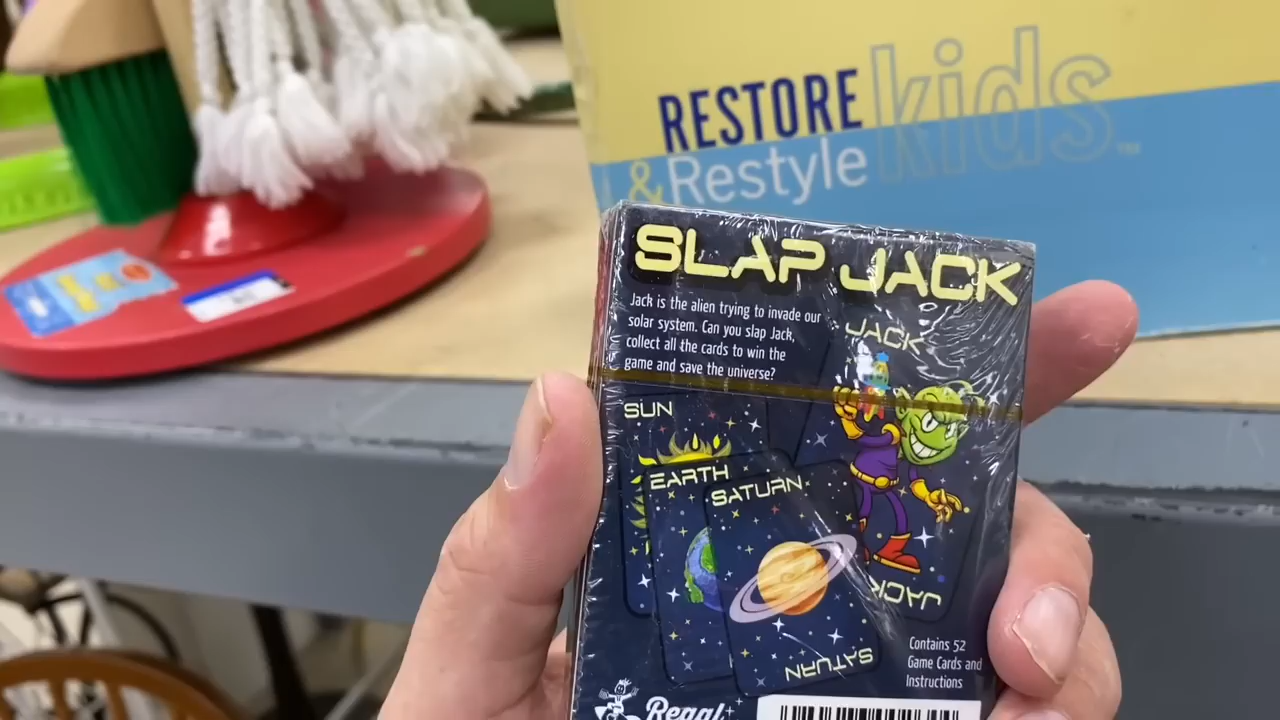 RESTORE kids™
& Restyle
SLAP JACK
Jack is the alien trying to invade our
solar system. Can you slap Jack,
collect all the cards to win the
game and save the universe?
JACK
SUN
EARTH
SATURN
JACK
SATURN
Contains 52
Game Cards and
Instructions
Regal